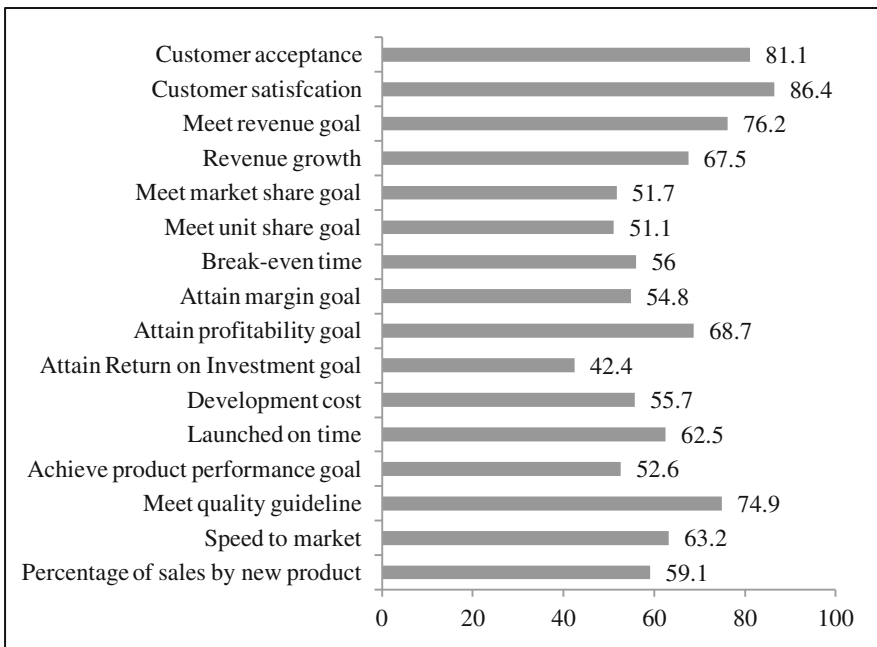 Customer acceptance 81.1
Customer satisfcation 86.4
Meet revenue goal 76.2
Revenue growth 67.5
Meet market share goal 51.7
Meet unit share goal 51.1
Break-even time 56
Attain margin goal 54.8
Attain profitability goal 68.7
Attain Return on Investment goal 42.4
Development cost 55.7
Launched on time 62.5
Achieve product performance goal 52.6
Meet quality guideline 74.9
Speed to market 63.2
Percentage of sales by new product 59.1
0 20 40 60 80 100